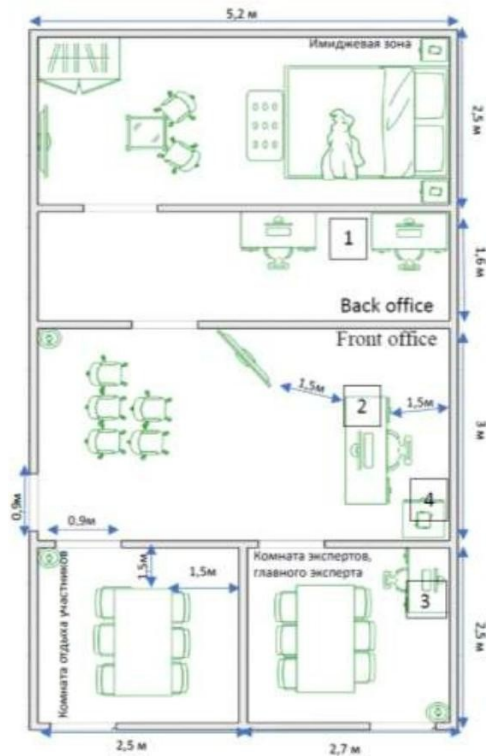 5,2 м
Имиджевая зона
2,5 м
1
1,6 м
Back office
Front office
1,5м
2
1,5м
3 м
4
0,9м
0,9м
Комната отдыха участников
1,5м
1,5м
Комната экспертов,
главного эксперта
3
2,5 м
2,5 м
2,7 м